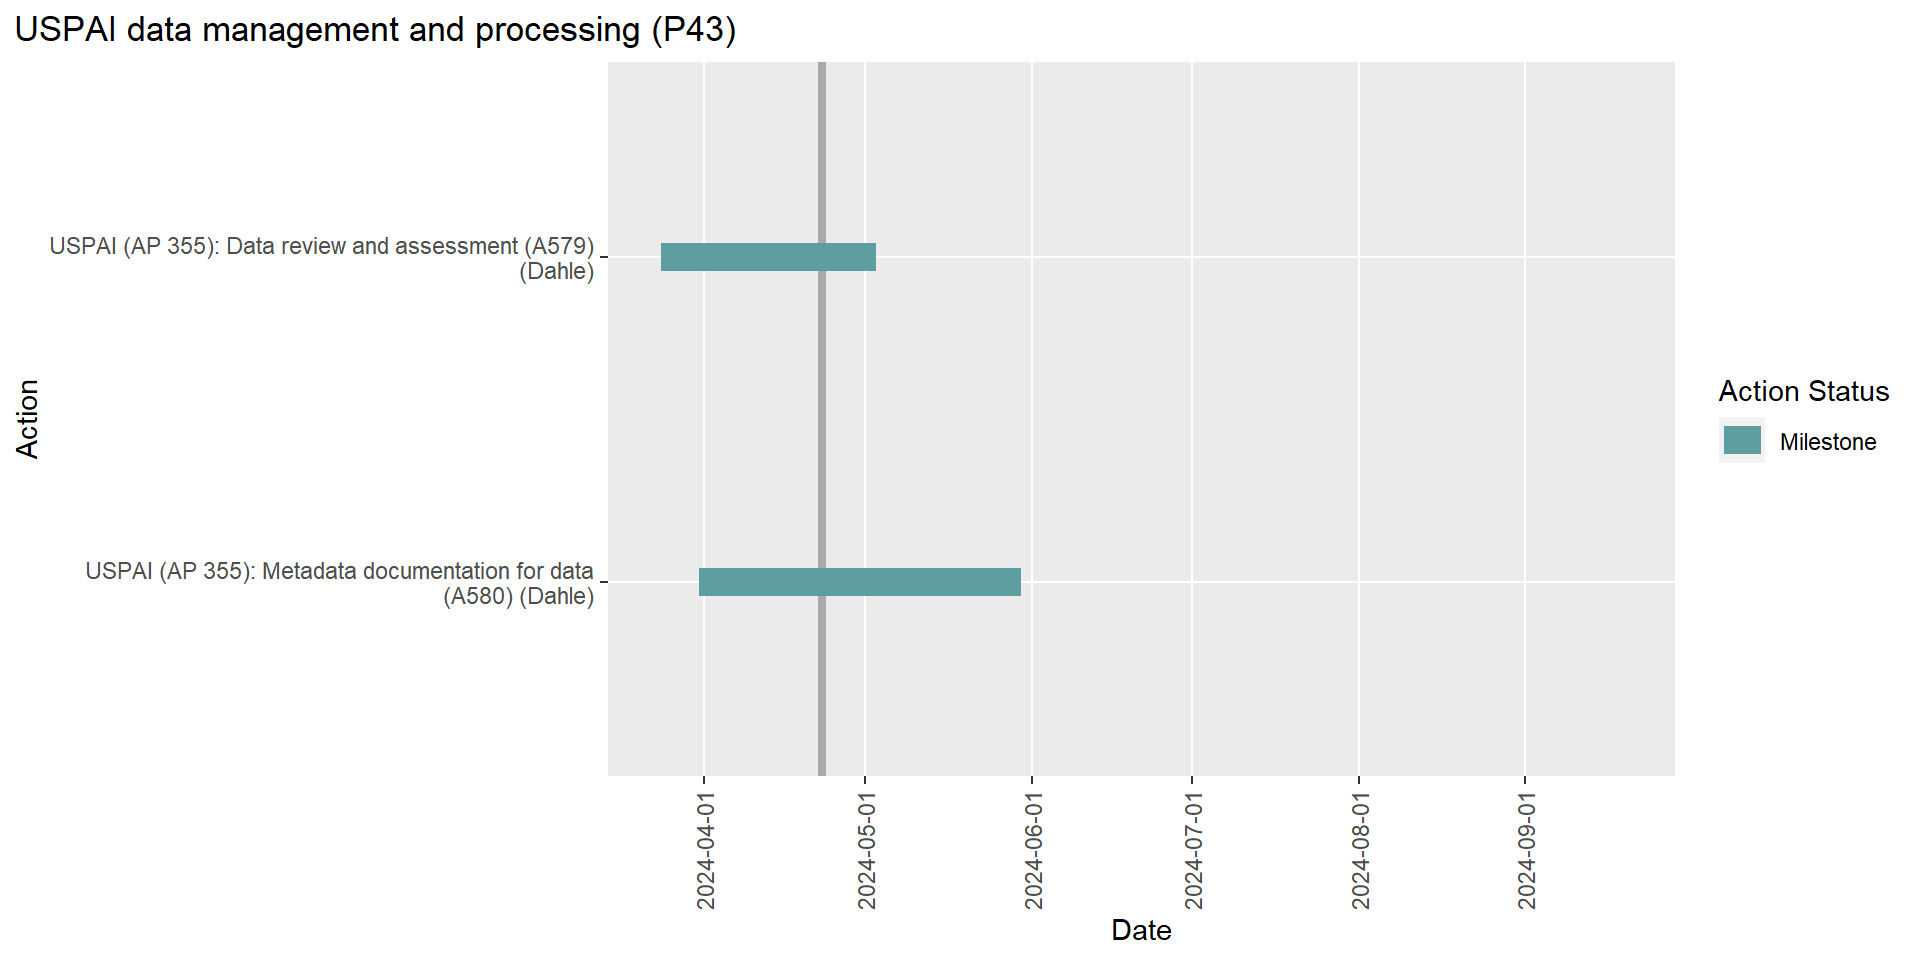 USPAI data management and processing (P43)
USPAI (AP 355): Data review and assessment (A579)
(Dahle)
Action
USPAI (AP 355): Metadata documentation for data
(A580) (Dahle)
Action Status
Milestone
2024-04-01
2024-05-01
2024-06-01
2024-07-01
2024-08-01
2024-09-01
Date